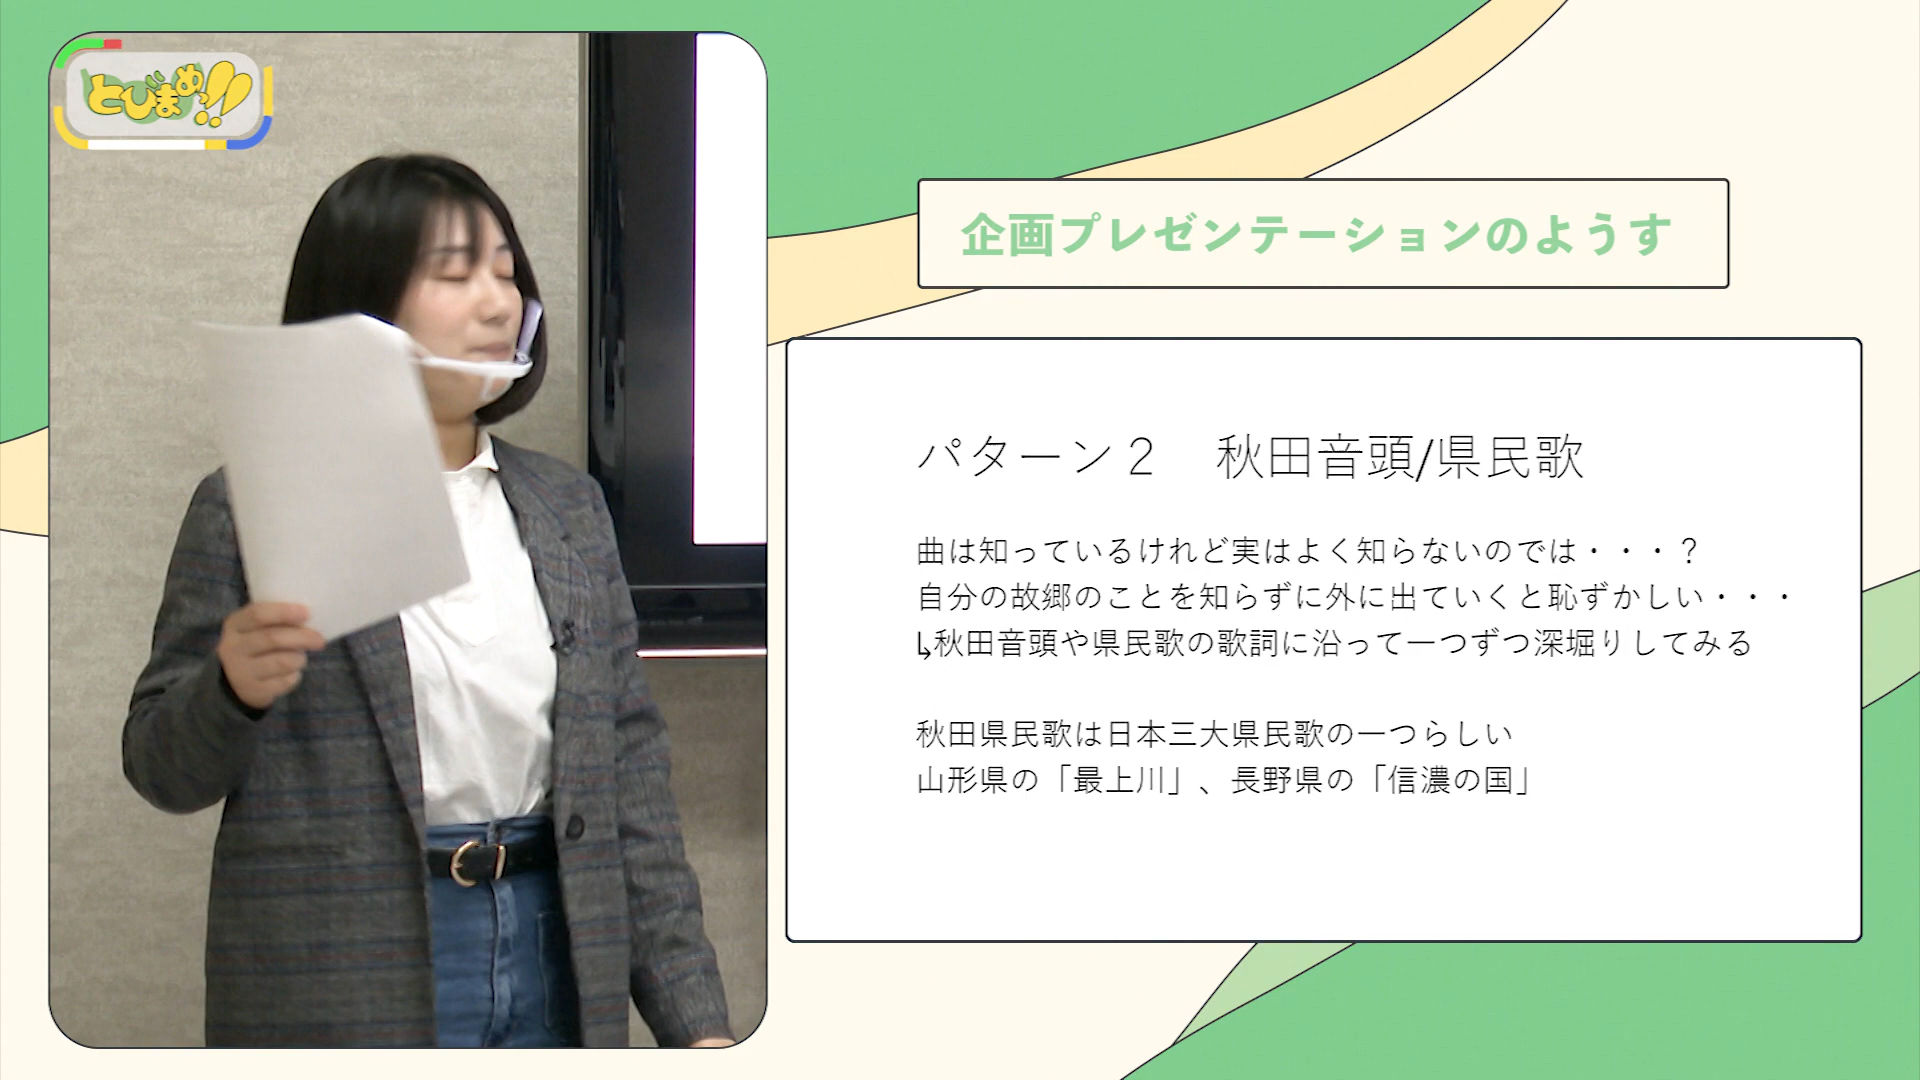 とびまめっ!!
企画プレゼンテーションのようす
パターン２　秋田音頭/県民歌
曲は知っているけれど実はよく知らないのでは・・・？
自分の故郷のことを知らずに外に出ていくと恥ずかしい・・・
↳秋田音頭や県民歌の歌詞に沿って一つずつ深堀りしてみる
秋田県民歌は日本三大県民歌の一つらしい
山形県の「最上川」、長野県の「信濃の国」